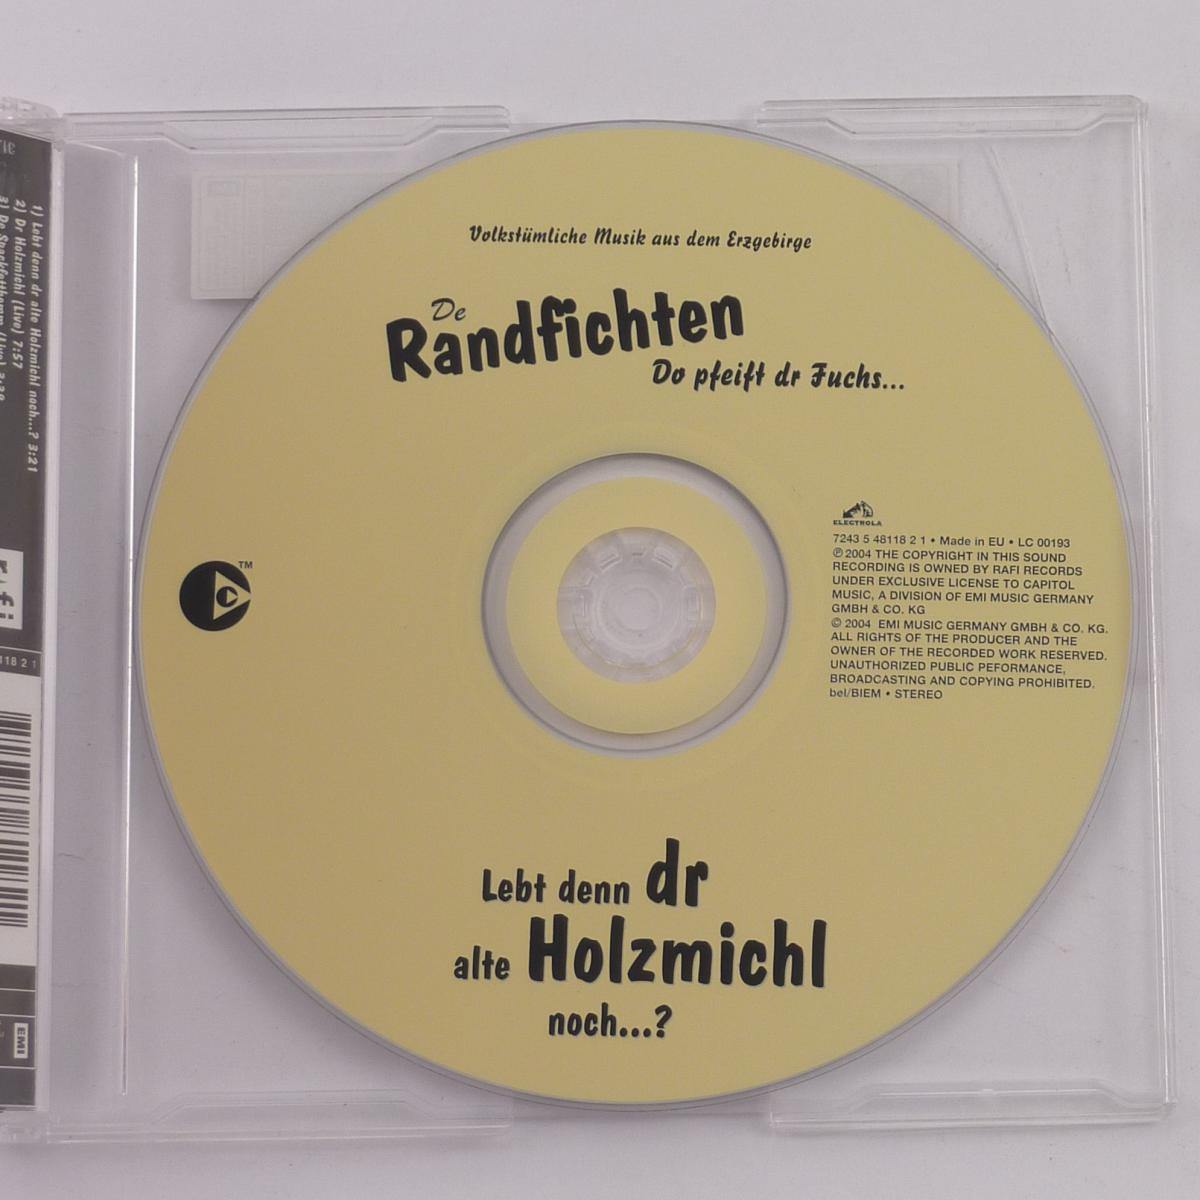 Volkstümliche Musik aus dem Erzgebirge
De
Randfichten
Do pfeift dr Fuchs...
ELECTROLA
7243 5 48118 2 1 • Made in EU • LC 00193
℗ 2004 THE COPYRIGHT IN THIS SOUND
RECORDING IS OWNED BY RAFI RECORDS
UNDER EXCLUSIVE LICENSE TO CAPITOL
MUSIC, A DIVISION OF EMI MUSIC GERMANY
GMBH & CO. KG
© 2004 EMI MUSIC GERMANY GMBH & CO. KG.
ALL RIGHTS OF THE PRODUCER AND THE
OWNER OF THE RECORDED WORK RESERVED.
UNAUTHORIZED PUBLIC PEFORMANCE,
BROADCASTING AND COPYING PROHIBITED.
bel/BIEM • STEREO
C
TM
Lebt denn dr
alte Holzmichl
noch...?
1) Lebt denn dr alte Holzmichl noch...? 3:21
2) Dr Holzmichl (Live) 7:57
118 2 1
EMI